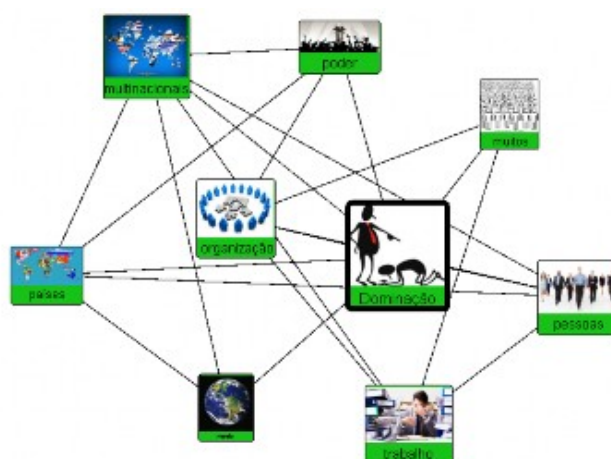 multinacionais
poder
muitos
organização
Dominação
países
pessoas
trabalho